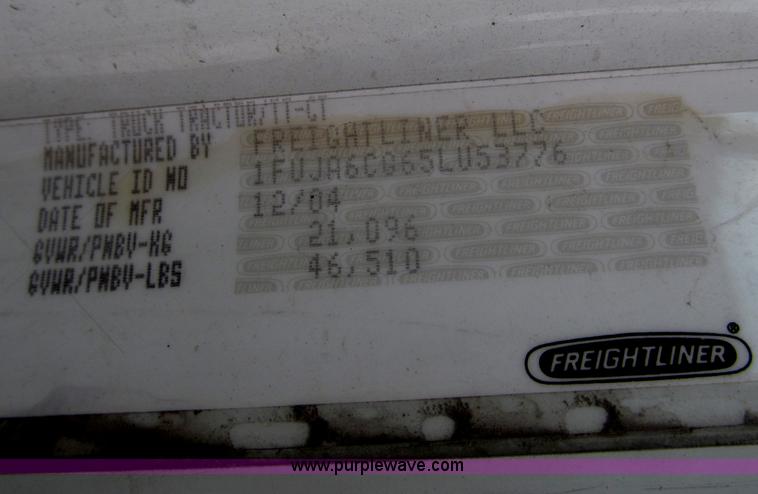 TYPE: TRUCK TRACTOR/TT-CT
MANUFACTURED BY FREIGHTLINER LLC
VEHICLE ID NO 1FUJA6CG65LU53776
DATE OF MFR 12/04
GVWR/PNBV-KG 21,096
GVWR/PNBV-LBS 46,510
FREIGHTLINER®
www.purplewave.com